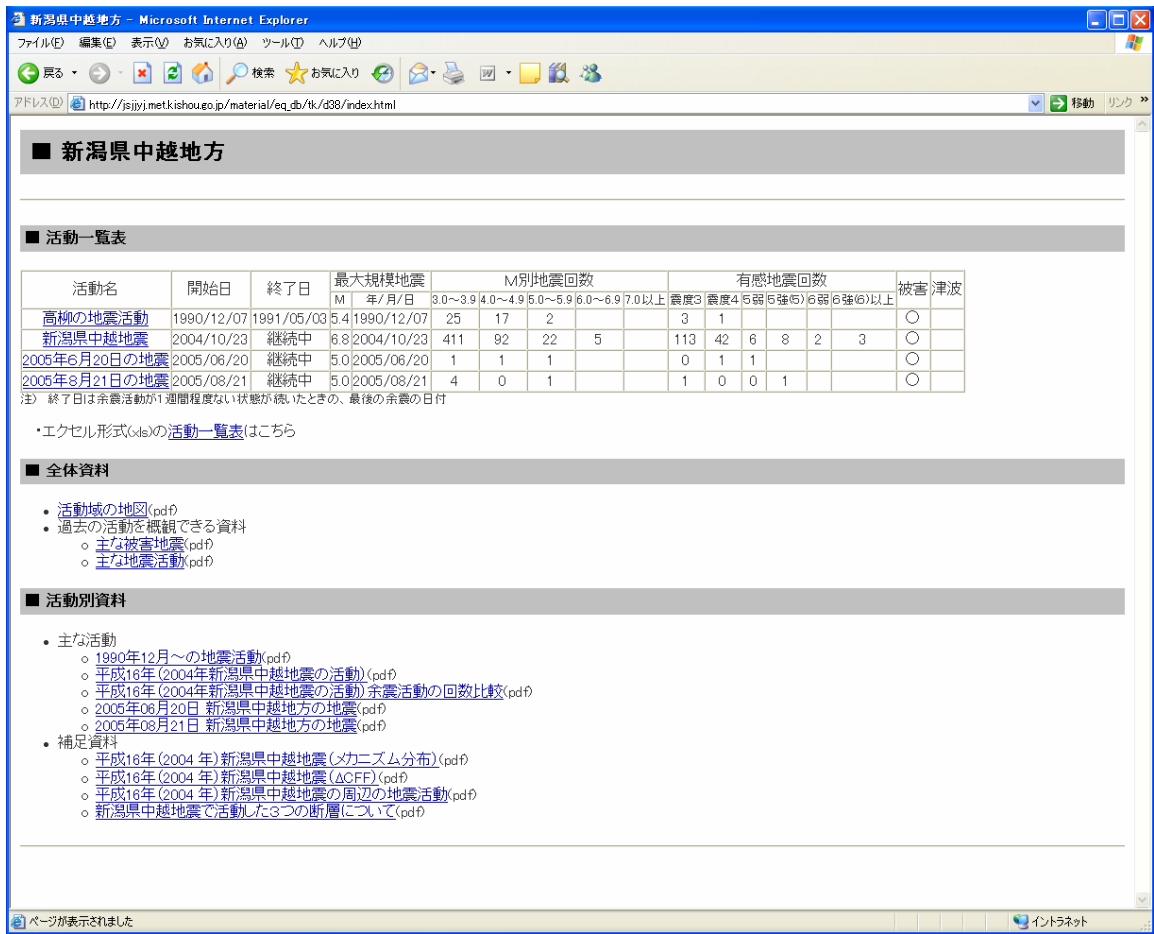 新潟県中越地方 - Microsoft Internet Explorer
ファイル(F) 編集(E) 表示(V) お気に入り(A) ツール(T) ヘルプ(H)
戻る 検索 お気に入り
アドレス(D) http://jsjjyj.met.kishou.go.jp/material/eq_db/tk/d38/index.html 移動 リンク »
■ 新潟県中越地方
■ 活動一覧表
活動名 開始日 終了日 最大規模地震 M別地震回数 有感地震回数 被害 津波
M 年/月/日 3.0～3.9 4.0～4.9 5.0～5.9 6.0～6.9 7.0以上 震度3 震度4 5弱 5強(5) 6弱 6強(6)以上
高柳の地震活動 1990/12/07 1991/05/03 5.4 1990/12/07 25 17 2 3 1 ○
新潟県中越地震 2004/10/23 継続中 6.8 2004/10/23 411 92 22 5 113 42 6 8 2 3 ○
2005年6月20日の地震 2005/06/20 継続中 5.0 2005/06/20 1 1 1 0 1 1 ○
2005年8月21日の地震 2005/08/21 継続中 5.0 2005/08/21 4 0 1 1 0 0 1 ○
注) 終了日は余震活動が1週間程度ない状態が続いたときの、最後の余震の日付
・エクセル形式(xls)の活動一覧表はこちら
■ 全体資料
• 活動域の地図(pdf)
• 過去の活動を概観できる資料
○ 主な被害地震(pdf)
○ 主な地震活動(pdf)
■ 活動別資料
• 主な活動
○ 1990年12月～の地震活動(pdf)
○ 平成16年(2004年新潟県中越地震の活動)(pdf)
○ 平成16年(2004年新潟県中越地震の活動)余震活動の回数比較(pdf)
○ 2005年06月20日 新潟県中越地方の地震(pdf)
○ 2005年08月21日 新潟県中越地方の地震(pdf)
• 補足資料
○ 平成16年(2004 年)新潟県中越地震(メカニズム分布)(pdf)
○ 平成16年(2004 年)新潟県中越地震(ΔCFF)(pdf)
○ 平成16年(2004 年)新潟県中越地震の周辺の地震活動(pdf)
○ 新潟県中越地震で活動した3つの断層について(pdf)
ページが表示されました イントラネット